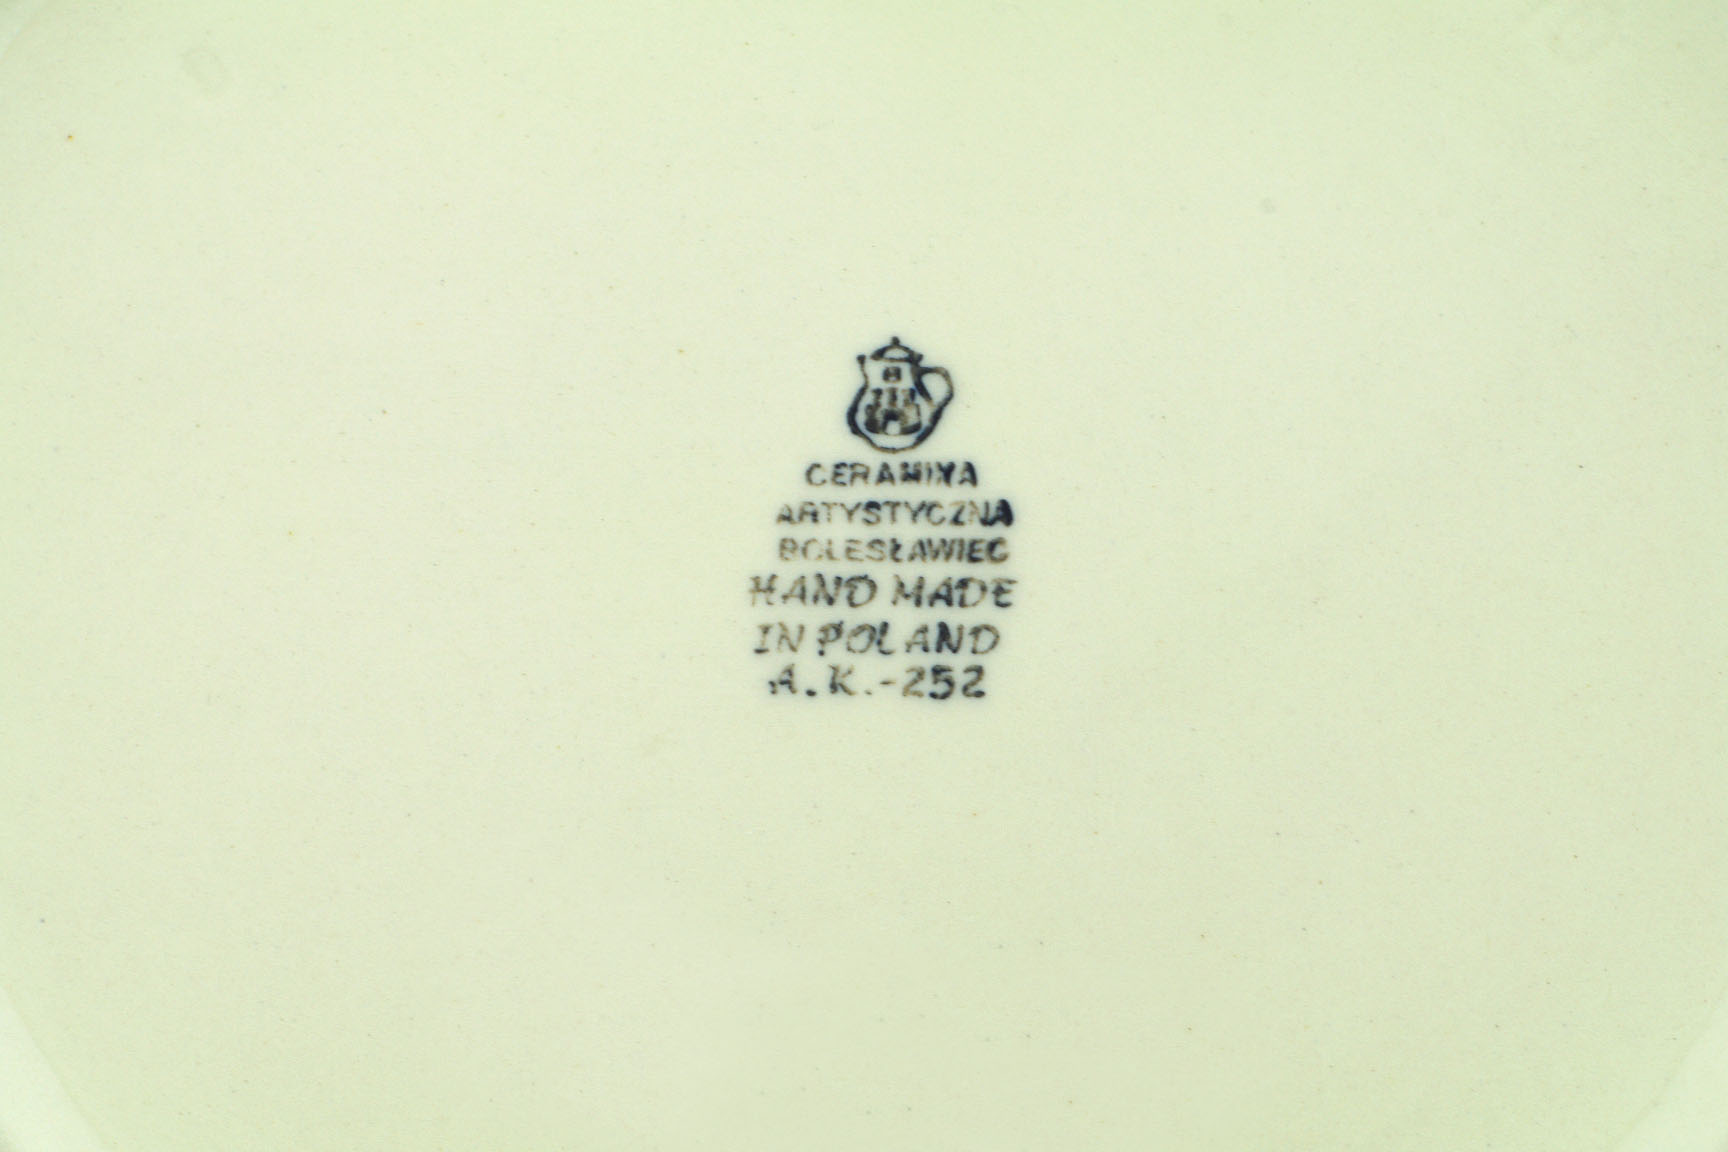 CERAMIKA
ARTYSTYCZNA
BOLESŁAWIEC
HAND MADE
IN POLAND
A.K.-252